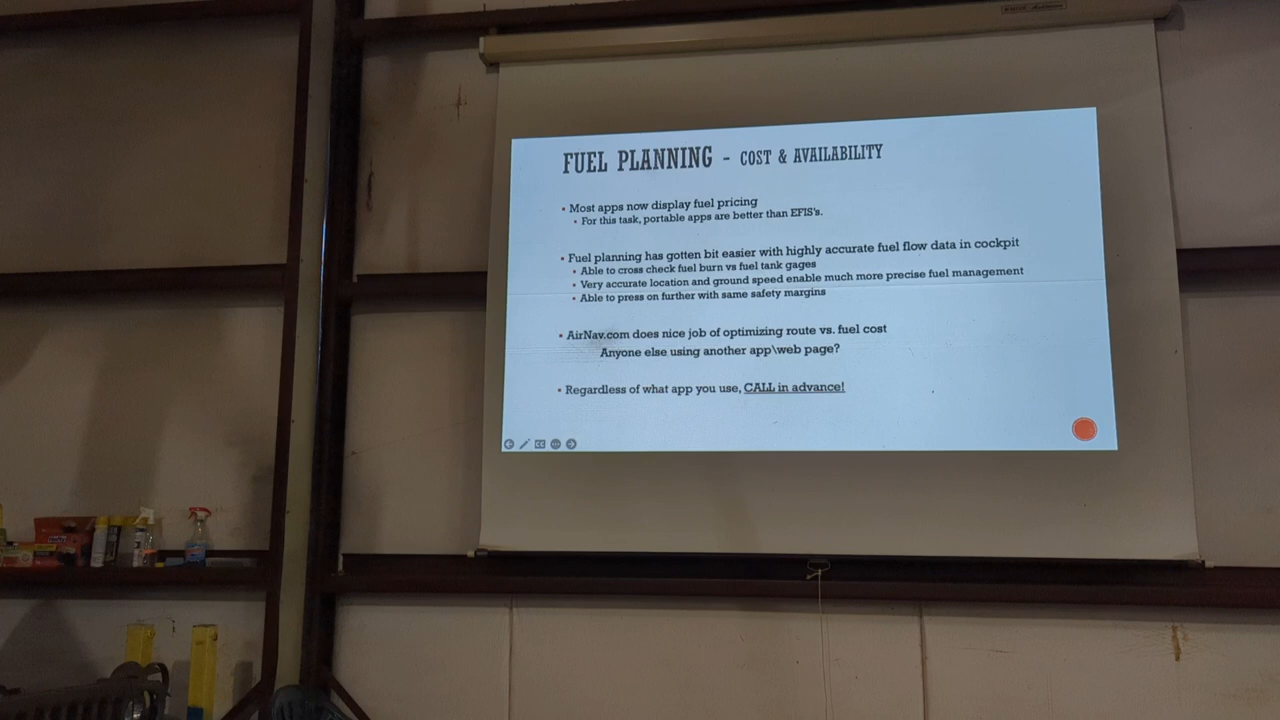 FUEL PLANNING - COST & AVAILABILITY
• Most apps now display fuel pricing
• For this task, portable apps are better than EFIS's.
• Fuel planning has gotten bit easier with highly accurate fuel flow data in cockpit
• Able to cross check fuel burn vs fuel tank gages
• Very accurate location and ground speed enable much more precise fuel management
• Able to press on further with same safety margins
• AirNav.com does nice job of optimizing route vs. fuel cost
Anyone else using another app\web page?
• Regardless of what app you use, CALL in advance!